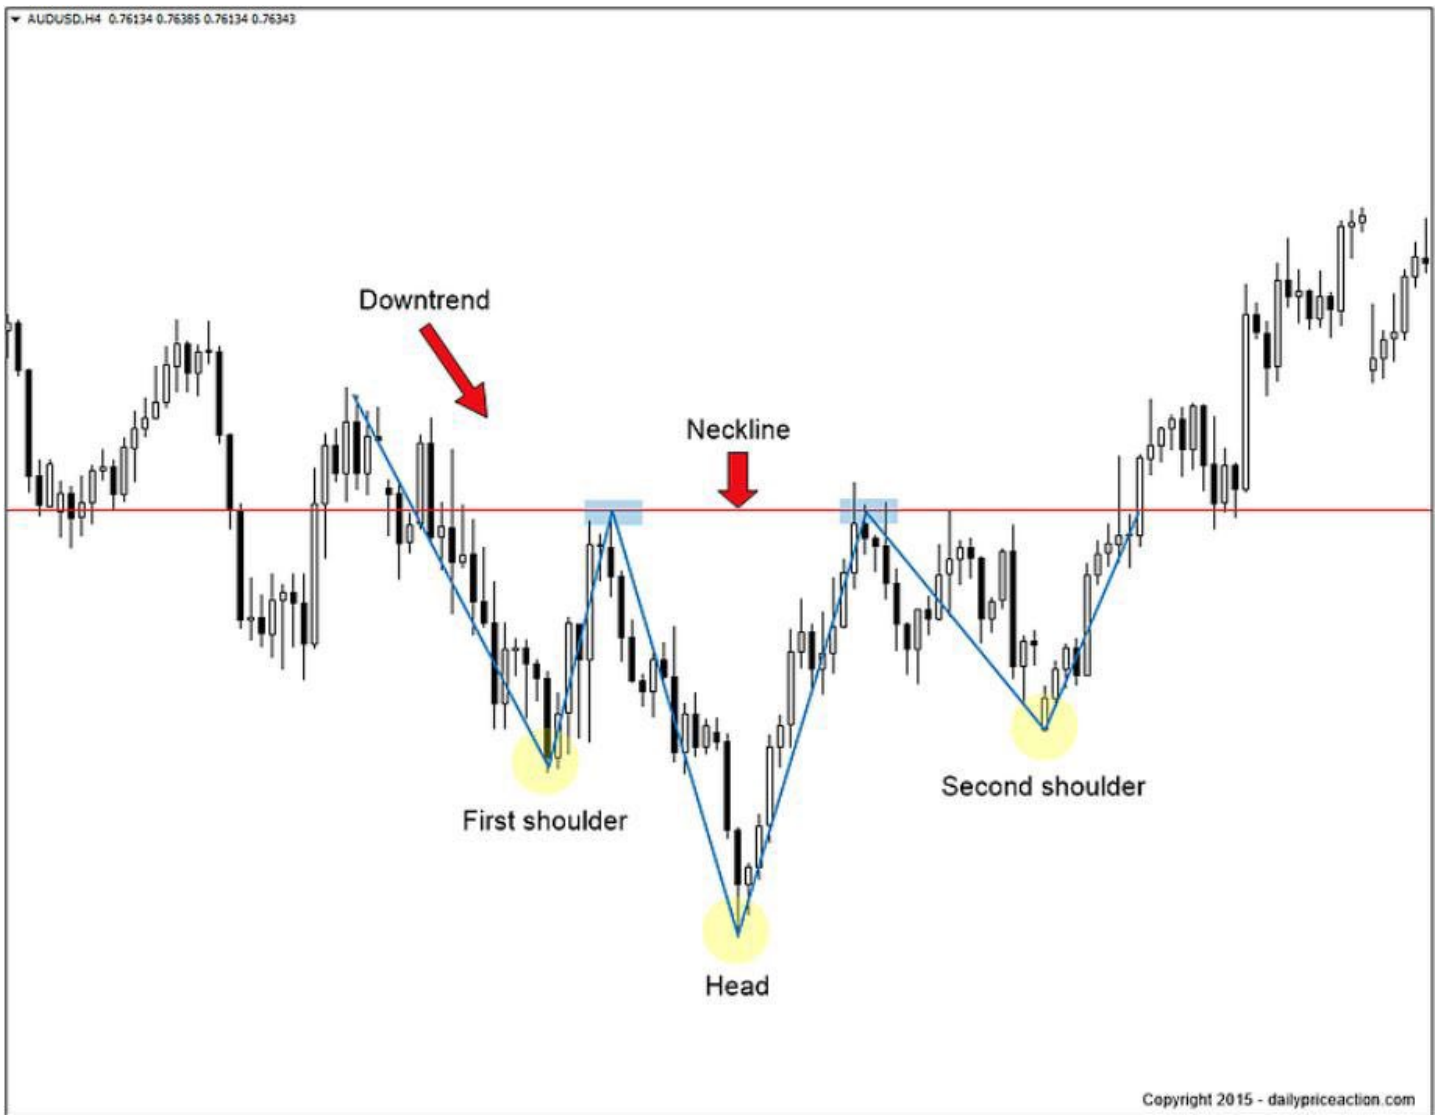 AUDUSD,H4 0.76134 0.76385 0.76134 0.76343
Downtrend
Neckline
First shoulder
Second shoulder
Head
Copyright 2015 - dailypriceaction.com